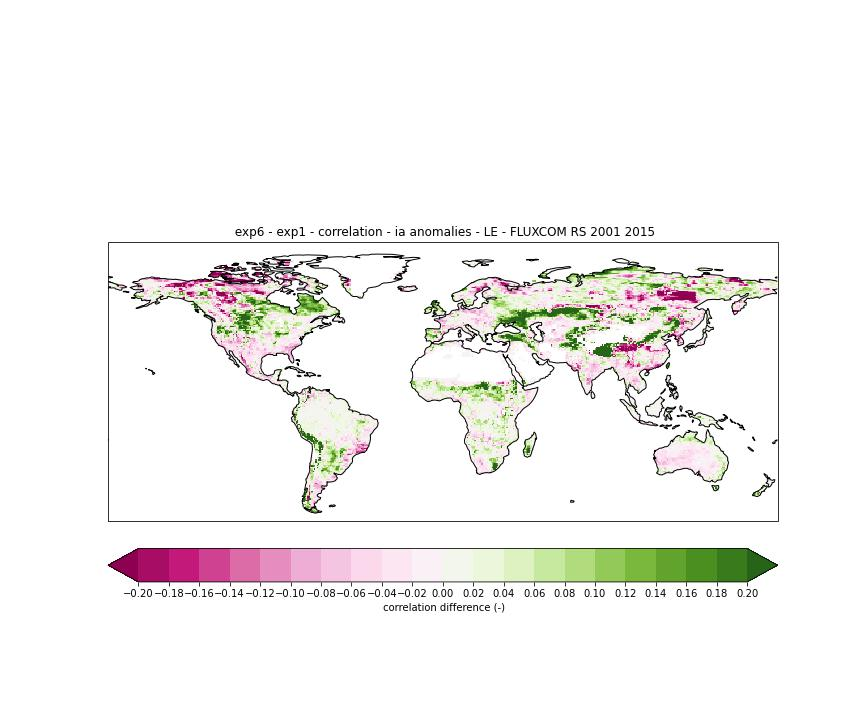 exp6 - exp1 - correlation - ia anomalies - LE - FLUXCOM RS 2001 2015
−0.20 −0.18 −0.16 −0.14 −0.12 −0.10 −0.08 −0.06 −0.04 −0.02 0.00 0.02 0.04 0.06 0.08 0.10 0.12 0.14 0.16 0.18 0.20
correlation difference (-)